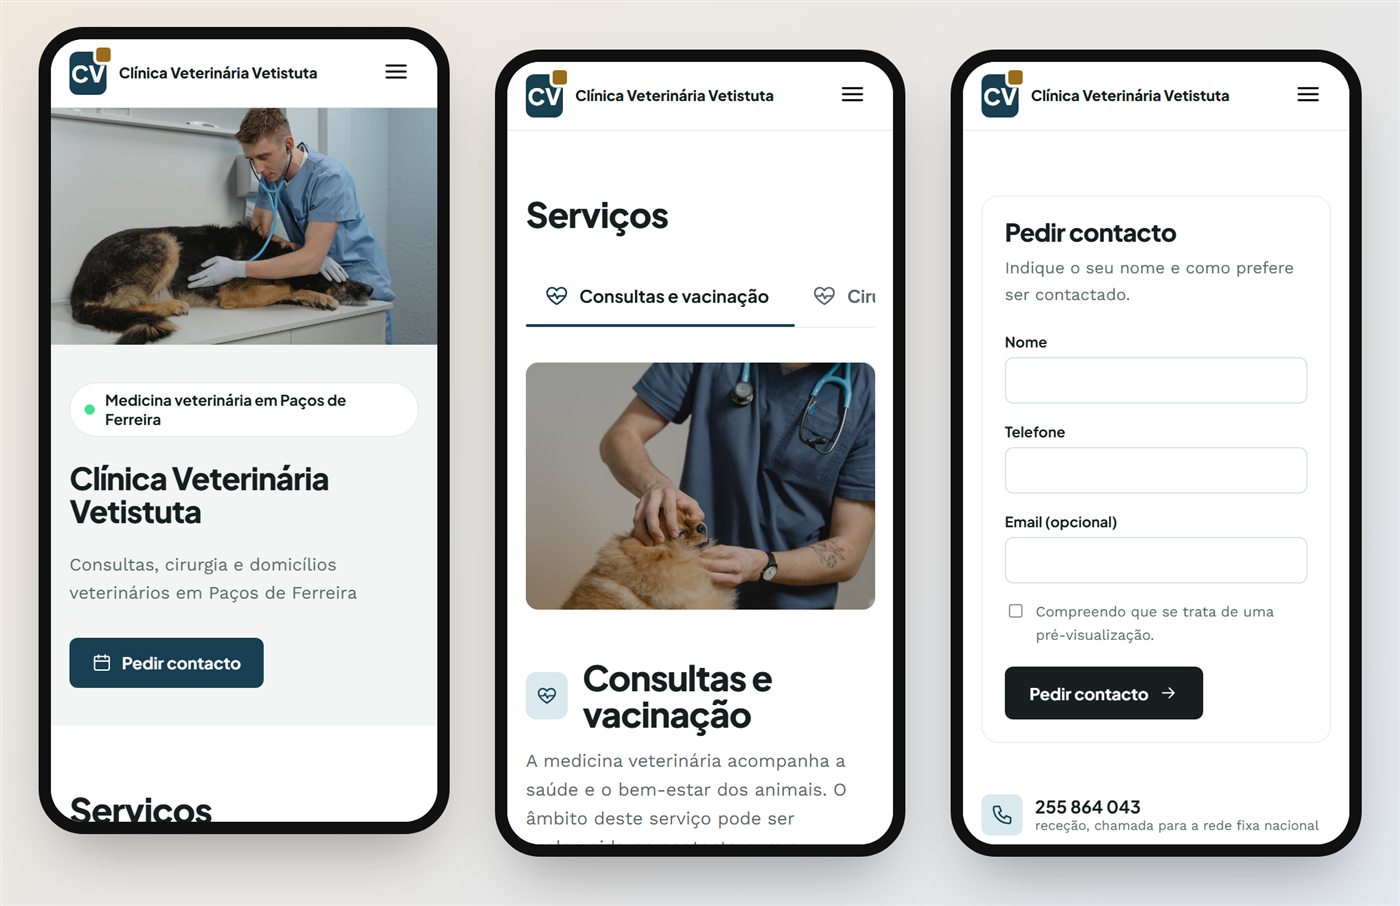 CV Clínica Veterinária Vetistuta
Medicina veterinária em Paços de
Ferreira
Clínica Veterinária
Vetistuta
Consultas, cirurgia e domicílios
veterinários em Paços de Ferreira
Pedir contacto
Serviços
CV Clínica Veterinária Vetistuta
Serviços
Consultas e vacinação
Consultas e
vacinação
A medicina veterinária acompanha a
saúde e o bem-estar dos animais. O
âmbito deste serviço pode ser
CV Clínica Veterinária Vetistuta
Pedir contacto
Indique o seu nome e como prefere
ser contactado.
Nome
Telefone
Email (opcional)
Compreendo que se trata de uma
pré-visualização.
Pedir contacto
255 864 043
receção, chamada para a rede fixa nacional